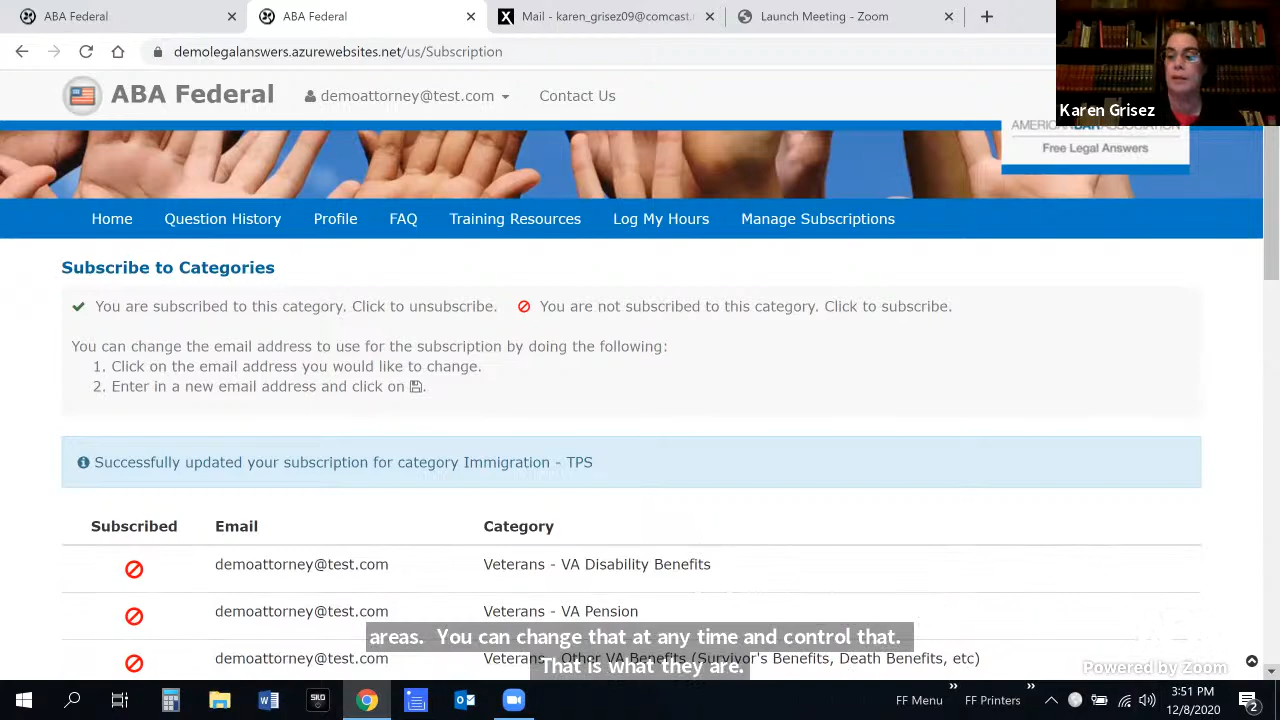 ABA Federal
ABA Federal
Mail - karen_grisez09@comcast.
Launch Meeting - Zoom
demolegalanswers.azurewebsites.net/us/Subscription
Karen Grisez
ABA Federal
demoattorney@test.com
Contact Us
AMERICAN BAR ASSOCIATION
Free Legal Answers
Home
Question History
Profile
FAQ
Training Resources
Log My Hours
Manage Subscriptions
Subscribe to Categories
You are subscribed to this category. Click to unsubscribe.
You are not subscribed to this category. Click to subscribe.
You can change the email address to use for the subscription by doing the following:
1. Click on the email address you would like to change.
2. Enter in a new email address and click on .
Successfully updated your subscription for category Immigration - TPS
Subscribed Email Category
demoattorney@test.com Veterans - VA Disability Benefits
demoattorney@test.com Veterans - VA Pension
demoattorney@test.com Veterans - Other VA Benefits (Survivor's Benefits, Death Benefits, etc)
areas. You can change that at any time and control that.
That is what they are.
Powered by Zoom
FF Menu
FF Printers
3:51 PM
12/8/2020
2